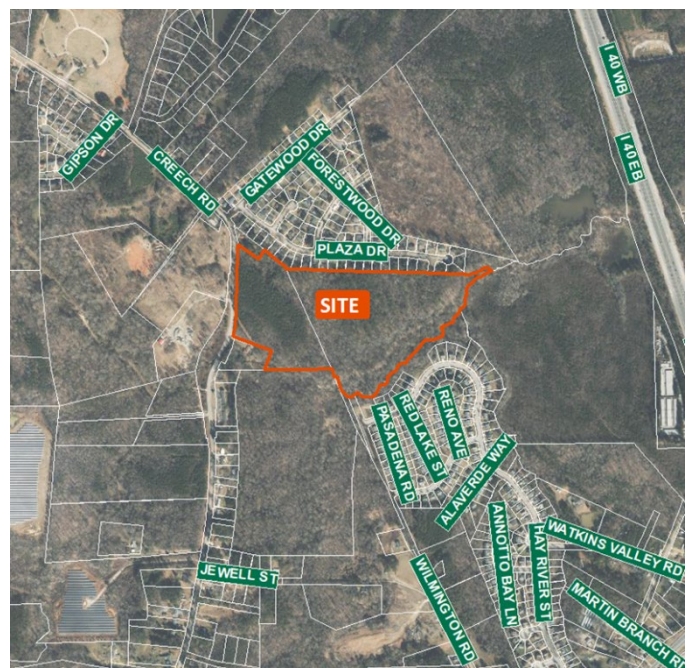 I 40 WB
I 40 EB
GIPSON DR
CREECH RD
GATEWOOD DR
FORESTWOOD DR
PLAZA DR
SITE
PASADENA RD
RED LAKE ST
RENO AVE
ALAVERDE WAY
ANNOTTO BAY LN
HAY RIVER ST
WATKINS VALLEY RD
JEWELL ST
WILMINGTON RD
MARTIN BRANCH R